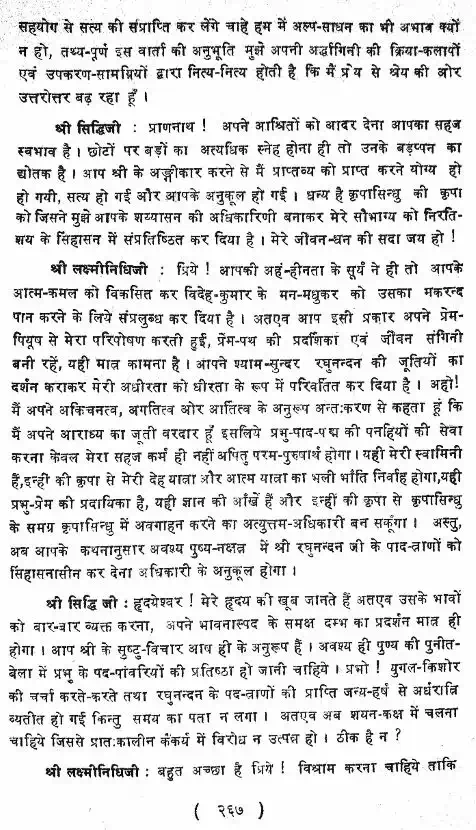 सहयोग से सत्य की संप्राप्ति कर लेंगे चाहे हम में अल्प-साधन का भी अभाव क्यों
न हो, तथ्य-पूर्ण इस वार्ता की अनुभूति मुझे अपनी अर्द्धांगिनी की क्रिया-कलापों
एवं उपकरण-सामग्रियों द्वारा नित्य-नित्य होती है कि मैं प्रेय से श्रेय की ओर
उत्तरोत्तर बढ़ रहा हूँ ।
श्री सिद्धिजी : प्राणनाथ ! अपने आश्रितों को आदर देना आपका सहज
स्वभाव है । छोटों पर बड़ों का अत्यधिक स्नेह होना ही तो उनके बड़प्पन का
द्योतक है । आप श्री के अङ्गीकार करने से मैं प्राप्तव्य को प्राप्त करने योग्य हो
हो गयी, सत्य हो गई और आपके अनुकूल हो गई । धन्य है कृपासिन्धु की कृपा
को जिसने मुझे आपके शय्यासन की अधिकारिणी बनाकर मेरे सौभाग्य को निरति-
शय के सिंहासन में संप्रतिष्ठित कर दिया है । मेरे जीवन-धन की सदा जय हो !
श्री लक्ष्मीनिधिजी : प्रिये ! आपकी अहं-हीनता के सूर्य ने ही तो आपके
आत्म-कमल को विकसित कर विदेह-कुमार के मन-मधुकर को उसका मकरन्द
पान करने के लिये संप्रलुब्ध कर दिया है । अतएव आप इसी प्रकार अपने प्रेम-
पियूष से मेरा परिपोषण करती हुई, प्रेम-पथ की प्रदर्शिका एवं जीवन संगिनी
बनी रहें, यही मात्र कामना है । आपने श्याम-सुन्दर रघुनन्दन की जूतियों का
दर्शन कराकर मेरी अधीरता को धीरता के रूप में परिवर्तित कर दिया है । अहो!
मैं अपने अकिंचनत्व, अगतित्व ओर आर्तित्व के अनुरूप अन्तःकरण से कहता हूं कि
मैं अपने आराध्य का जूती वरदार हूँ इसलिये प्रभु-पाद-पद्म की पनहियों की सेवा
करना केवल मेरा सहज कर्म ही नहीं अपितु परम-पुरुषार्थ होगा । यही मेरी स्वामिनी
हैं,इन्हीं की कृपा से मेरी देह यात्रा और आत्म यात्रा का भली भाँति निर्वाह होगा,यही
प्रभु-प्रेम की प्रदायिका है, यही ज्ञान की आँखें हैं और इन्हीं की कृपा से कृपासिन्धु
के समग्र कृपासिन्धु में अवगाहन करने का अत्युत्तम-अधिकारी बन सकूंगा । अस्तु,
अब आपके कथनानुसार अवश्य पुष्य-नक्षत्र में श्री रघुनन्दन जी के पाद-त्राणों को
सिंहासनासीन कर देना अधिकारी के अनुकूल होगा ।
श्री सिद्धि जी : हृदयेश्वर ! मेरे हृदय की खूब जानते हैं अतएव उसके भावों
को बार-बार व्यक्त करना, अपने भावनास्पद के समक्ष दम्भ का प्रदर्शन मात्र ही
होगा । आप श्री के सुष्टु-विचार आप ही के अनुरूप हैं । अवश्य ही पुण्य की पुनीत-
बेला में प्रभु के पद-पांवरियों की प्रतिष्ठा हो जानी चाहिये । प्रभो ! युगल-किशोर
की चर्चा करते-करते तथा रघुनन्दन के पद-त्राणों की प्राप्ति जन्य-हर्ष से अर्धरात्रि
व्यतीत हो गई किन्तु समय का पता न लगा । अतएव अब शयन-कक्ष में चलना
चाहिये जिससे प्रातःकालीन कैंकर्य में विरोध न उत्पन्न हो । ठीक है न ?
श्री लक्ष्मीनिधिजी : बहुत अच्छा है प्रिये ! विश्राम करना चाहिये ताकि
( २६७ )